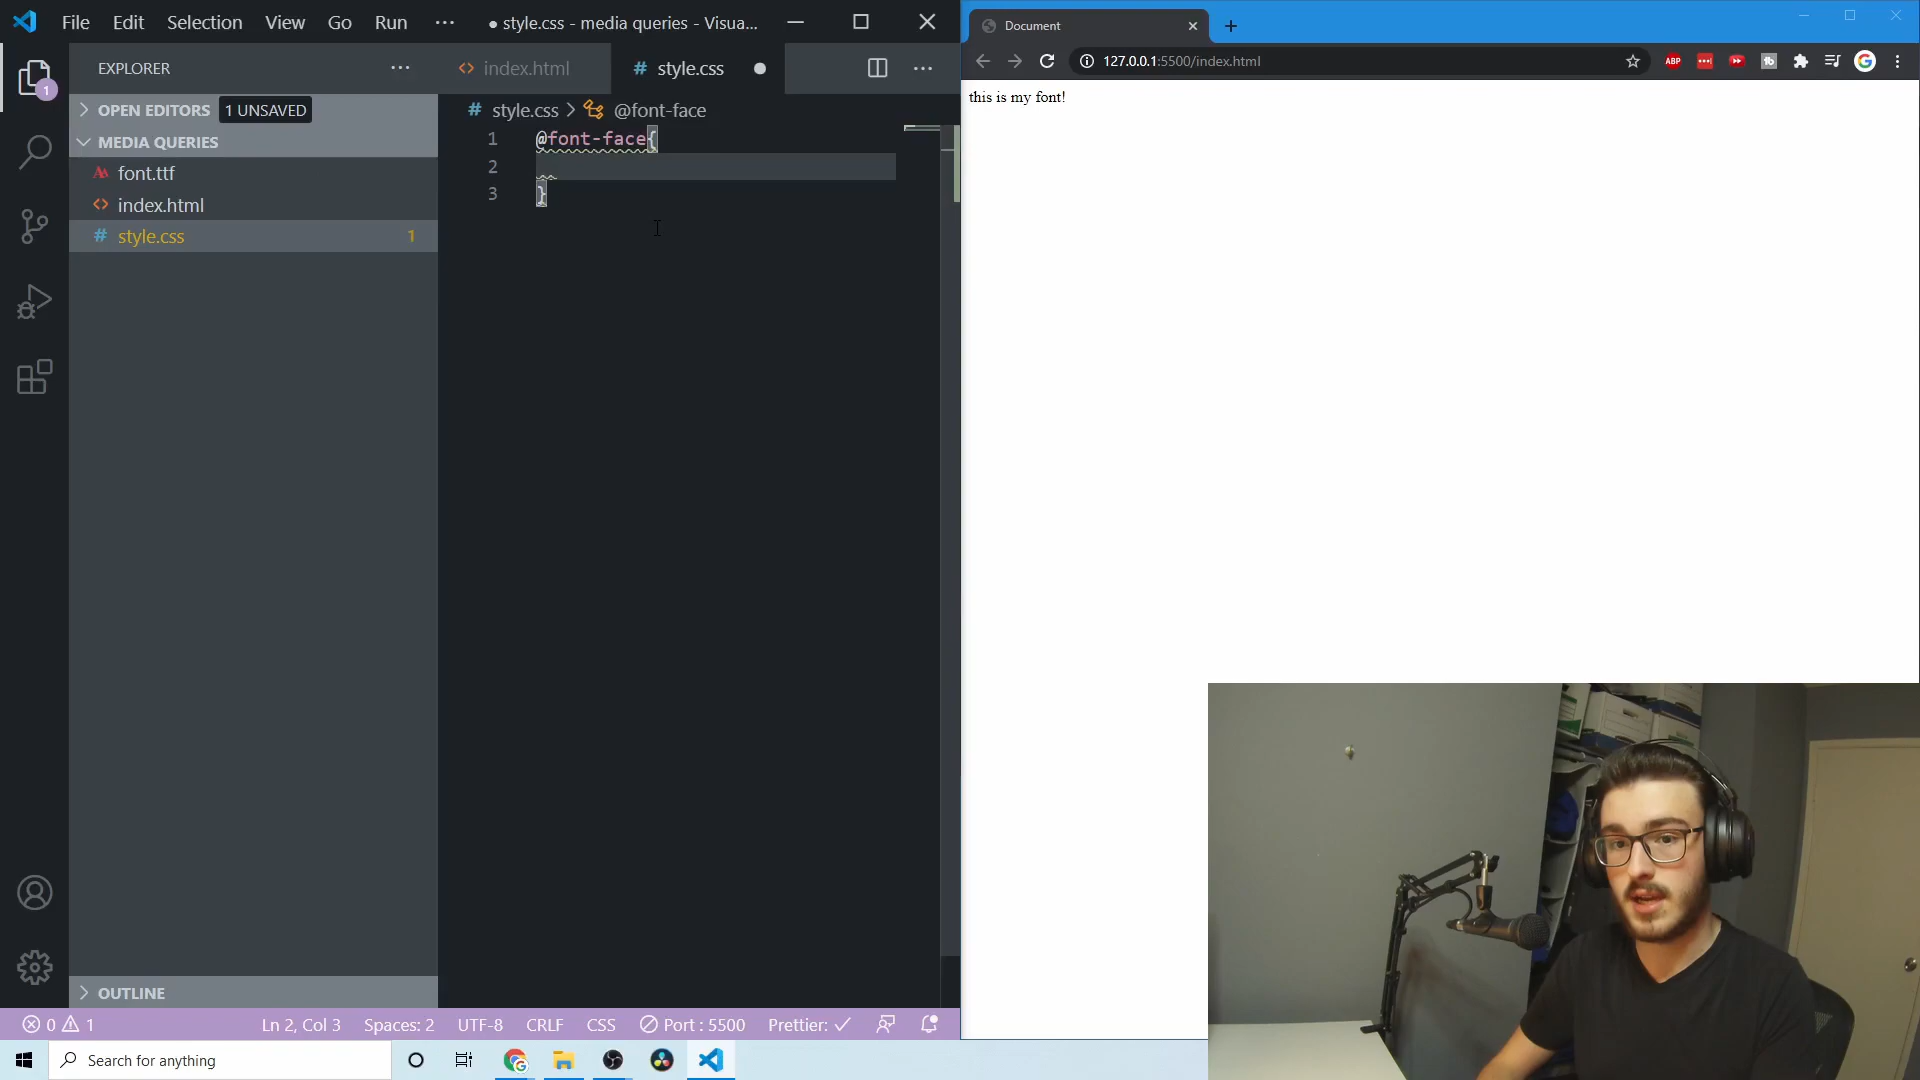 File Edit Selection View Go Run ···
● style.css - media queries - Visua...
EXPLORER
OPEN EDITORS 1 UNSAVED
MEDIA QUERIES
font.ttf
index.html
style.css 1
OUTLINE
1
index.html
# style.css
# style.css > @font-face
1 @font-face{
2
3 }
0 1
Ln 2, Col 3
Spaces: 2
UTF-8
CRLF
CSS
Port : 5500
Prettier: ✓
Search for anything
Document
127.0.0.1:5500/index.html
ABP
this is my font!